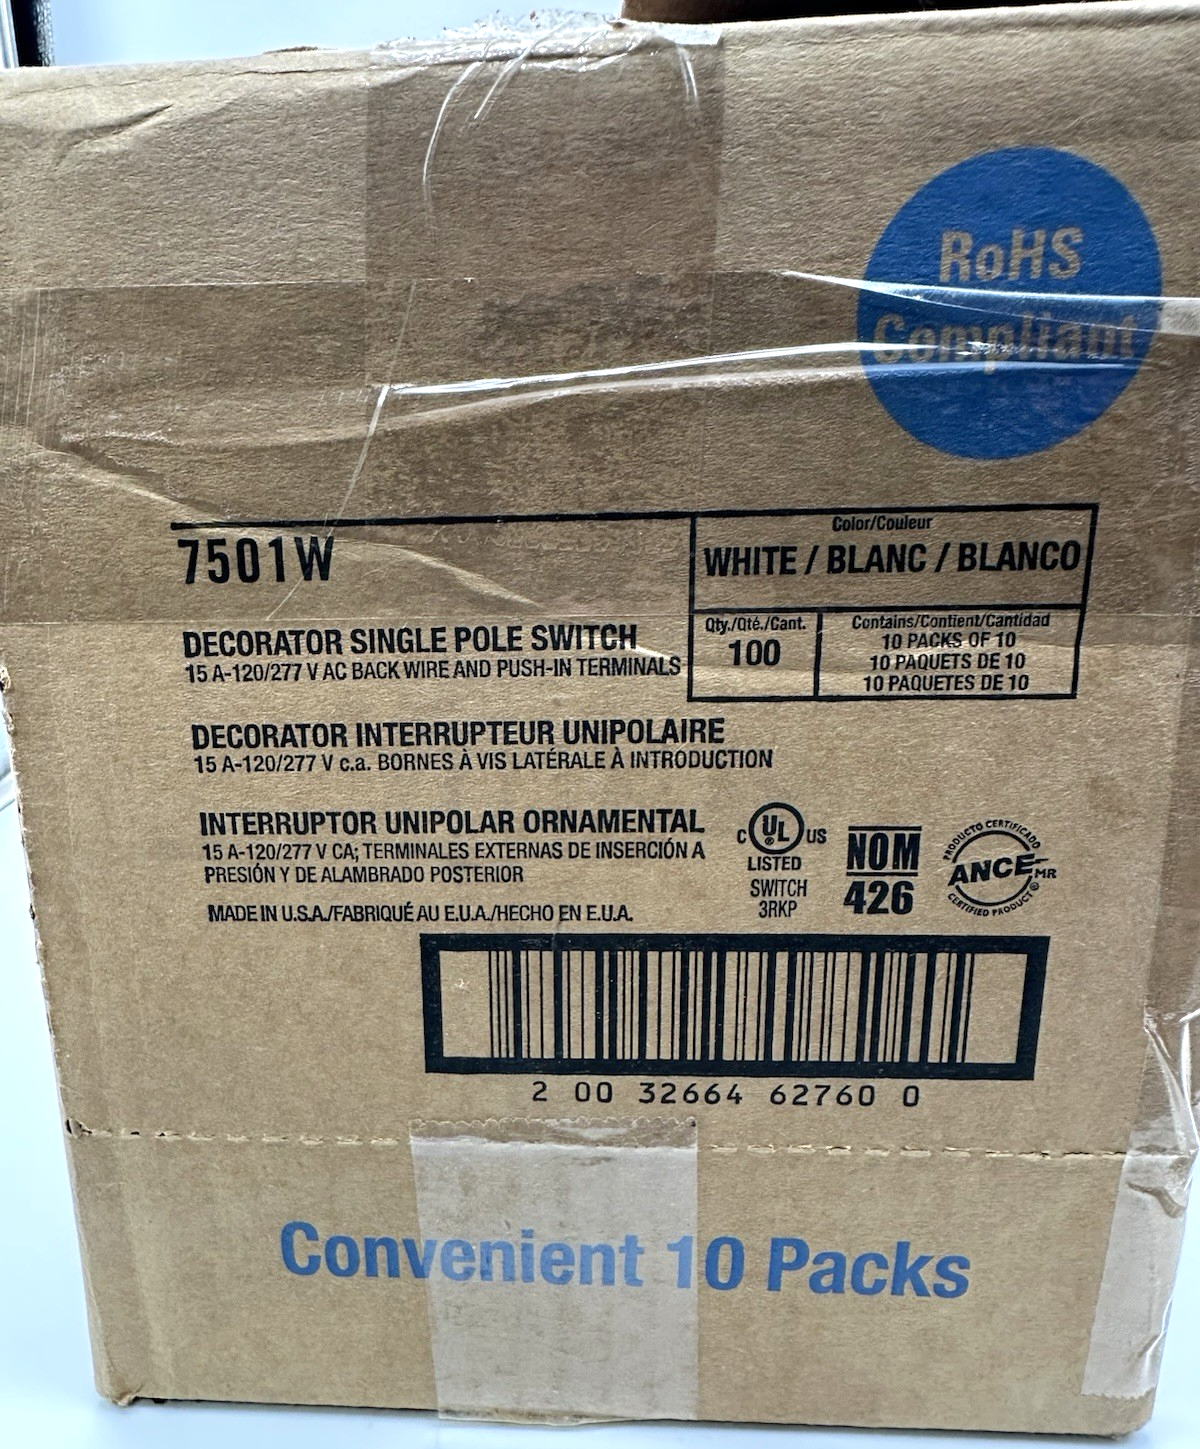 RoHS
Compliant
7501W
Color/Couleur
WHITE / BLANC / BLANCO
Qty./Qté./Cant.
100
Contains/Contient/Cantidad
10 PACKS OF 10
10 PAQUETS DE 10
10 PAQUETES DE 10
DECORATOR SINGLE POLE SWITCH
15 A-120/277 V AC BACK WIRE AND PUSH-IN TERMINALS
DECORATOR INTERRUPTEUR UNIPOLAIRE
15 A-120/277 V c.a. BORNES À VIS LATÉRALE À INTRODUCTION
INTERRUPTOR UNIPOLAR ORNAMENTAL
15 A-120/277 V CA; TERMINALES EXTERNAS DE INSERCIÓN A
PRESIÓN Y DE ALAMBRADO POSTERIOR
MADE IN U.S.A./FABRIQUÉ AU E.U.A./HECHO EN E.U.A.
C UL® US
LISTED
SWITCH
3RKP
NOM
426
PRODUCTO CERTIFICADO
ANCE MR
CERTIFIED PRODUCT®
2 00 32664 62760 0
Convenient 10 Packs